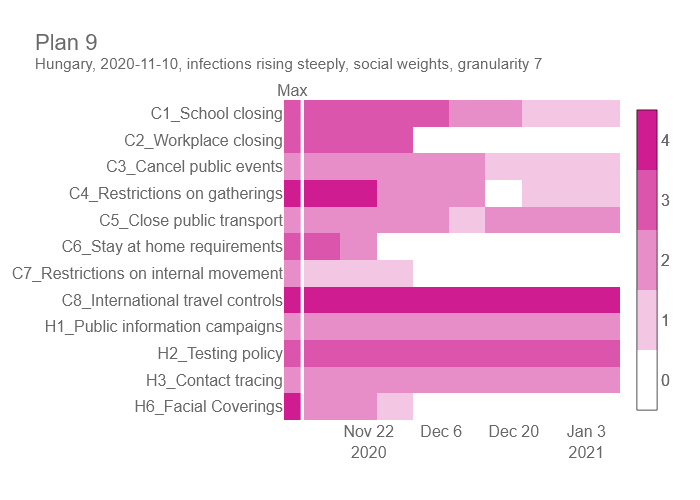 Plan 9
Hungary, 2020-11-10, infections rising steeply, social weights, granularity 7
Max
C1_School closing
C2_Workplace closing
C3_Cancel public events
C4_Restrictions on gatherings
C5_Close public transport
C6_Stay at home requirements
C7_Restrictions on internal movement
C8_International travel controls
H1_Public information campaigns
H2_Testing policy
H3_Contact tracing
H6_Facial Coverings
Nov 22 Dec 6 Dec 20 Jan 3
2020 2021
4
3
2
1
0